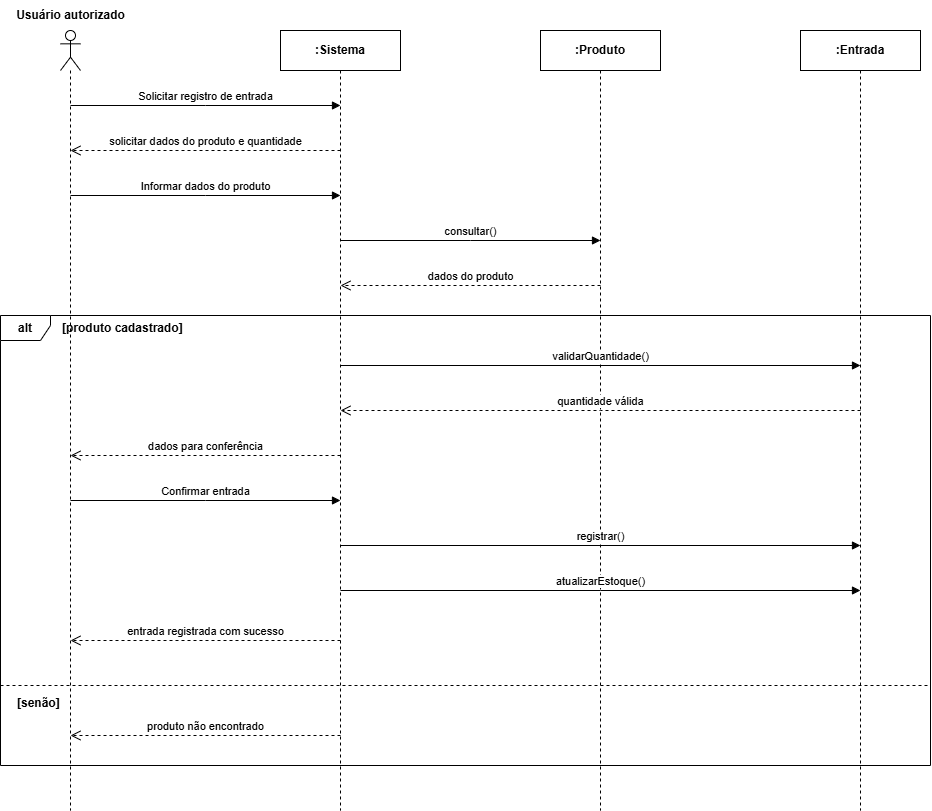 Usuário autorizado
:Sistema
:Produto
:Entrada
Solicitar registro de entrada
solicitar dados do produto e quantidade
Informar dados do produto
consultar()
dados do produto
alt
[produto cadastrado]
validarQuantidade()
quantidade válida
dados para conferência
Confirmar entrada
registrar()
atualizarEstoque()
entrada registrada com sucesso
[senão]
produto não encontrado